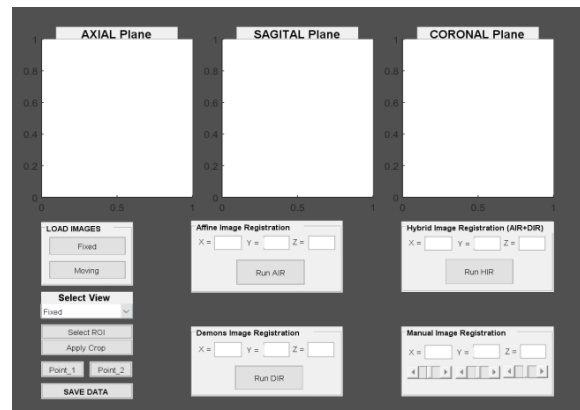 AXIAL Plane SAGITAL Plane CORONAL Plane
1 1 1
0.8 0.8 0.8
0.6 0.6 0.6
0.4 0.4 0.4
0.2 0.2 0.2
0 0 0
0 0.5 1 0 0.5 1 0 0.5 1
LOAD IMAGES
Fixed
Moving
Select View
Fixed
Select ROI
Apply Crop
Point_1 Point_2
SAVE DATA
Affine Image Registration
X = Y = Z =
Run AIR
Demons Image Registration
X = Y = Z =
Run DIR
Hybrid Image Registration (AIR+DIR)
X = Y = Z =
Run HIR
Manual Image Registration
X = Y = Z =